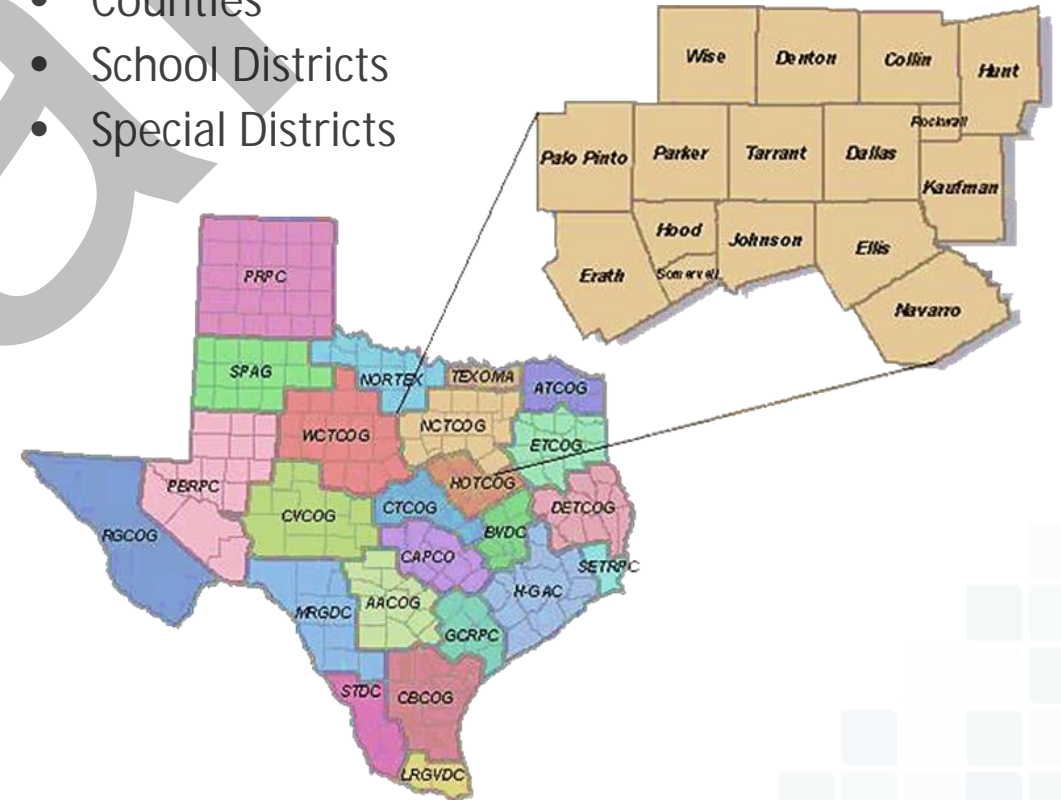 • Counties
• School Districts
• Special Districts
Wise Denton Collin Hunt
Rockwall
Palo Pinto Parker Tarrant Dallas
Kaufman
Hood Johnson Ellis
Erath Somervell
Navarro
PRPC
SPAG NORTEX TEXOMA ATCOG
WCTCOG NCTCOG ETCOG
PBRPC HOTCOG
RGCOG CVCOG CTCOG BVDC DETCOG
CAPCO SETRPC
MRGDC AACOG H-GAC
GCRPC
STDC CBCOG
LRGVDC